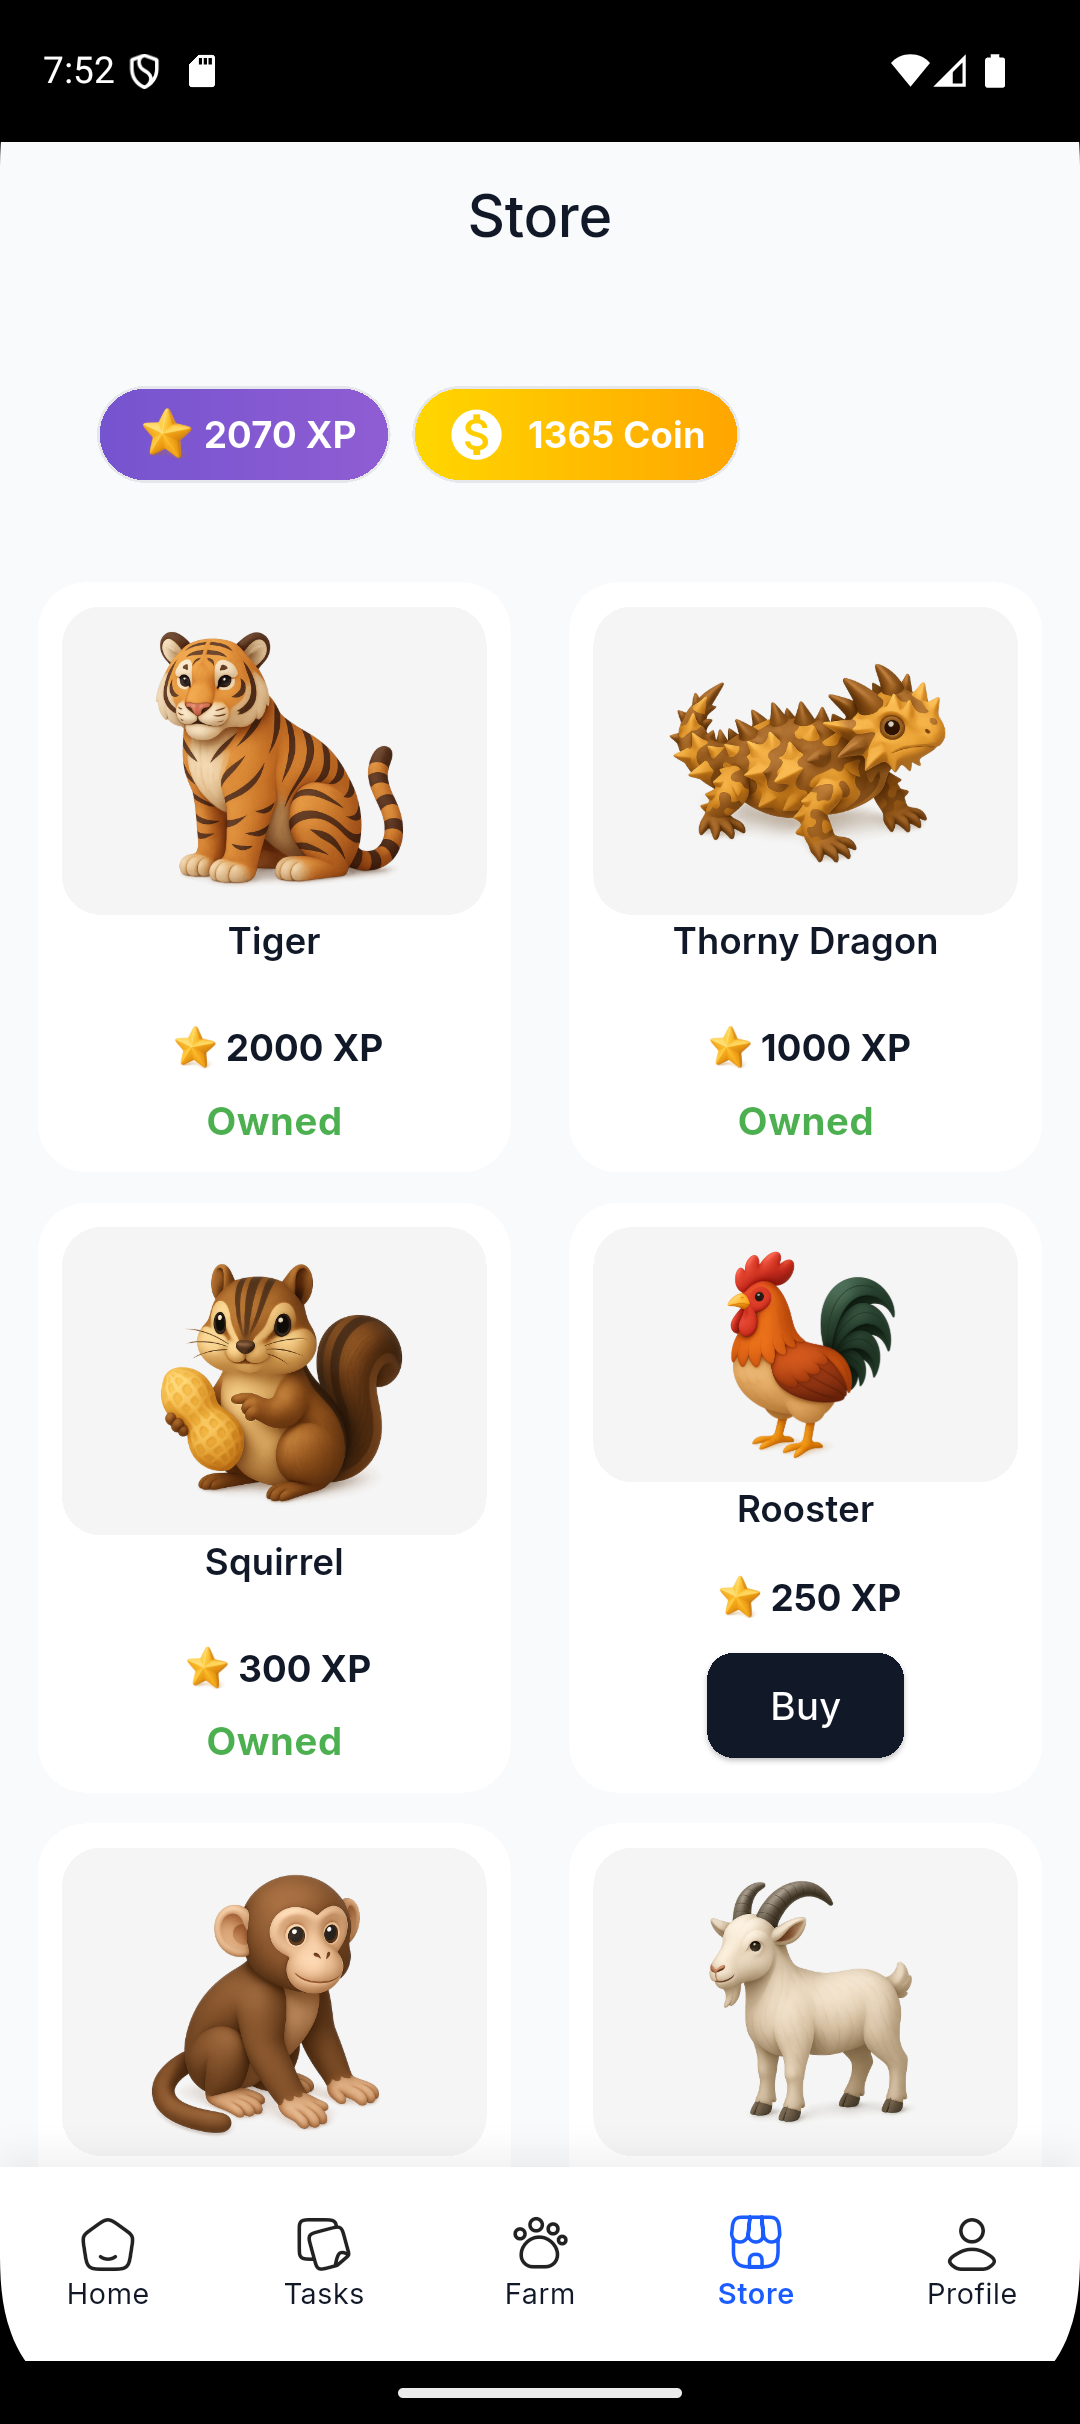 7:52
Store
2070 XP
1365 Coin
Tiger
2000 XP
Owned
Thorny Dragon
1000 XP
Owned
Squirrel
300 XP
Owned
Rooster
250 XP
Buy
Home
Tasks
Farm
Store
Profile